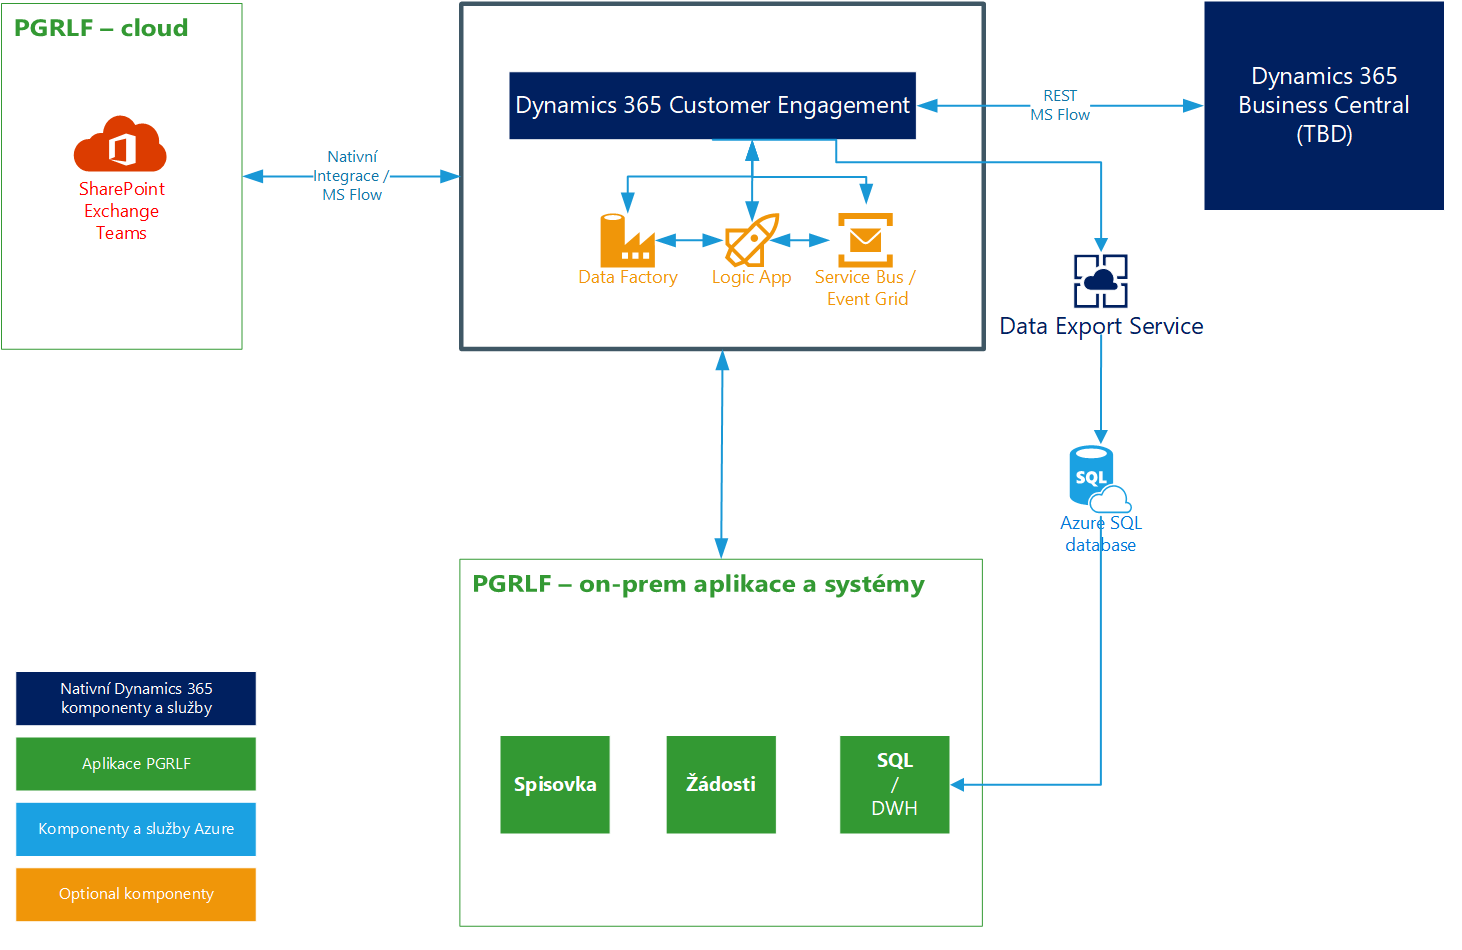 PGRLF – cloud
SharePoint
Exchange
Teams
Nativní
Integrace /
MS Flow
Dynamics 365 Customer Engagement
Data Factory
Logic App
Service Bus /
Event Grid
REST
MS Flow
Dynamics 365
Business Central
(TBD)
Data Export Service
SQL
Azure SQL
database
PGRLF – on-prem aplikace a systémy
Spisovka
Žádosti
SQL
/
DWH
Nativní Dynamics 365
komponenty a služby
Aplikace PGRLF
Komponenty a služby Azure
Optional komponenty